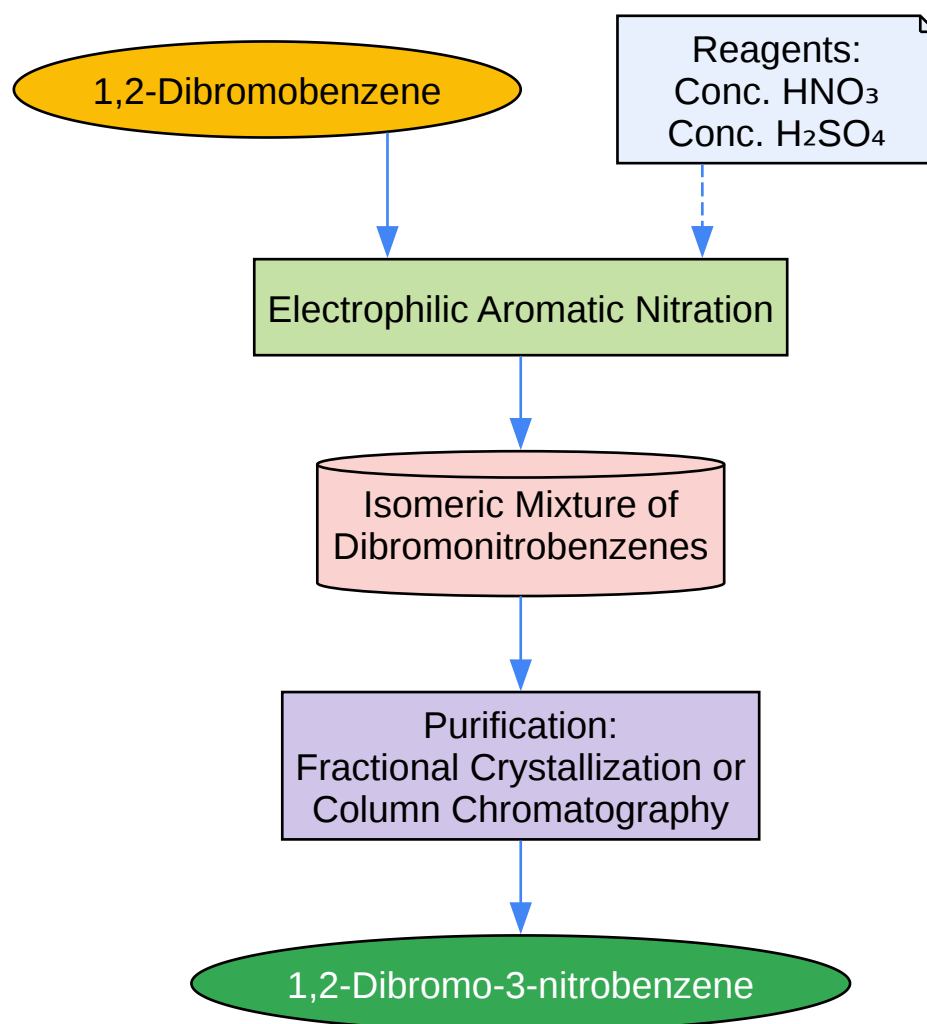 1,2-Dibromobenzene
Reagents:
Conc. HNO₃
Conc. H₂SO₄
Electrophilic Aromatic Nitration
Isomeric Mixture of
Dibromonitrobenzenes
Purification:
Fractional Crystallization or
Column Chromatography
1,2-Dibromo-3-nitrobenzene